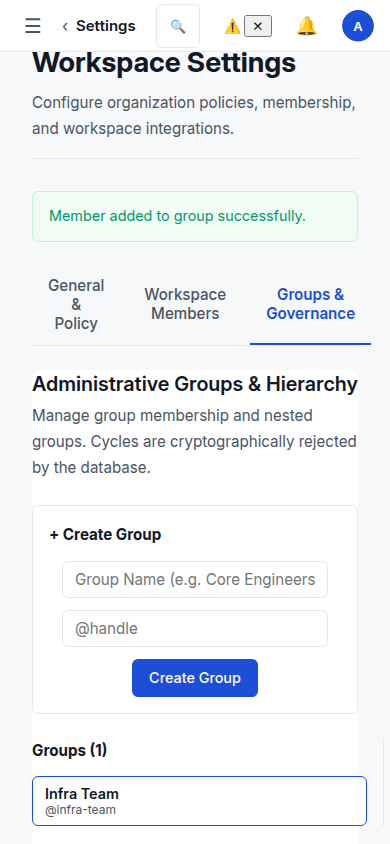 Settings
A
Workspace Settings
Configure organization policies, membership,
and workspace integrations.
Member added to group successfully.
General
&
Policy
Workspace
Members
Groups &
Governance
Administrative Groups & Hierarchy
Manage group membership and nested
groups. Cycles are cryptographically rejected
by the database.
+ Create Group
Group Name (e.g. Core Engineers
@handle
Create Group
Groups (1)
Infra Team
@infra-team